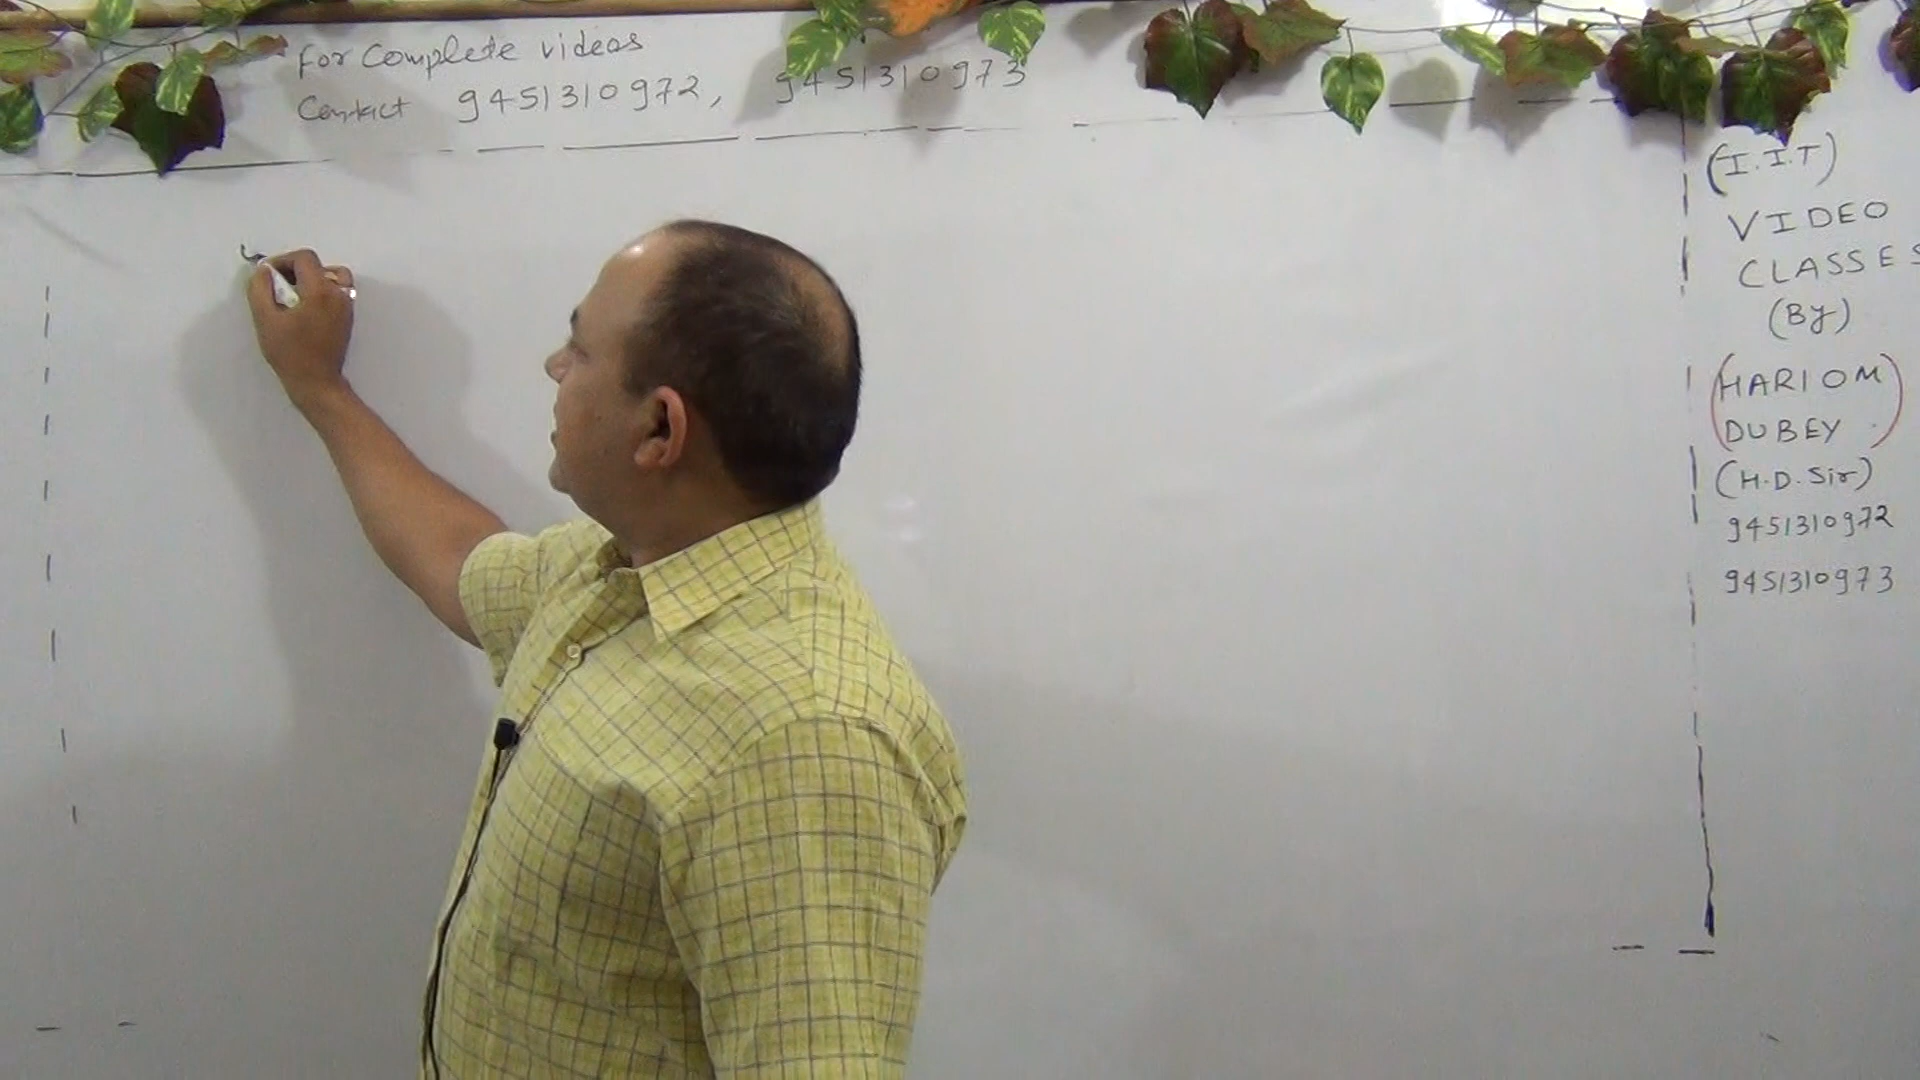 For Complete videos
Contact 9451310972, 9451310973
(I.I.T)
VIDEO
CLASSES
(By)
(HARIOM
DUBEY)
(H.D. Sir)
9451310972
9451310973